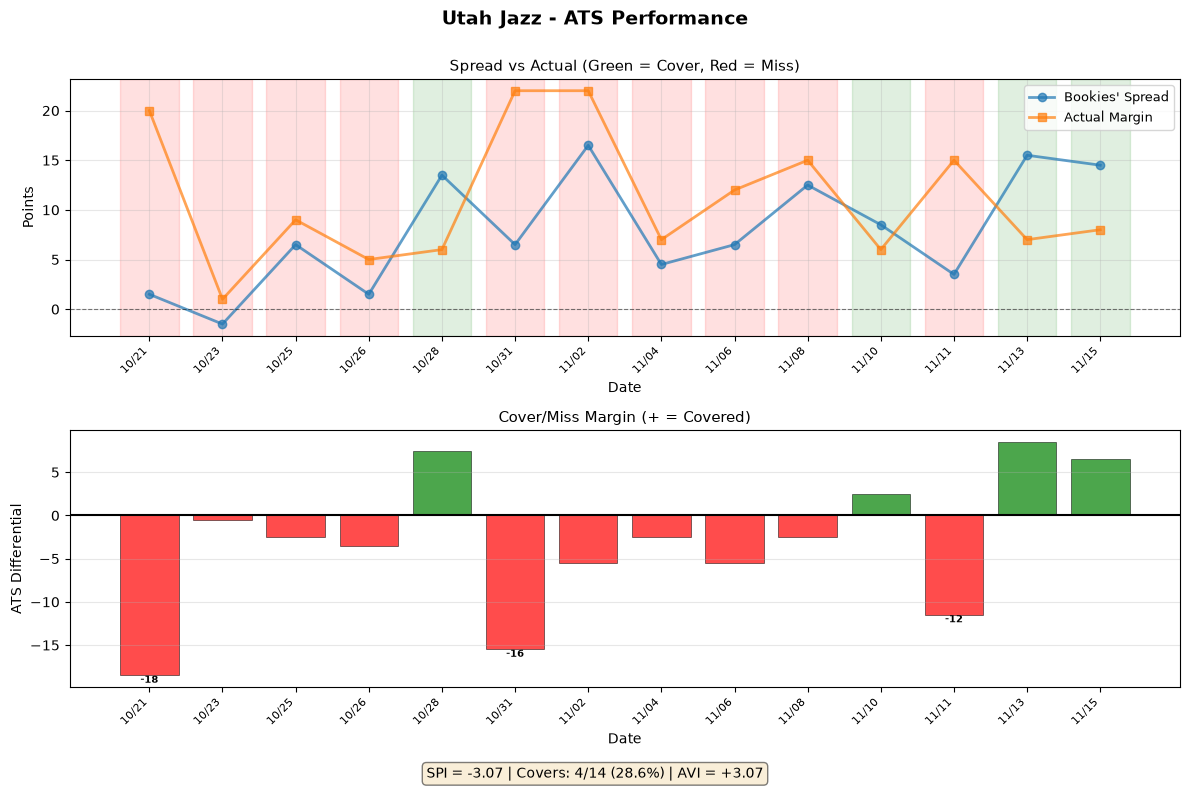 Utah Jazz - ATS Performance
Spread vs Actual (Green = Cover, Red = Miss)
Bookies' Spread
Actual Margin
Points
20
15
10
5
0
10/21 10/23 10/25 10/26 10/28 10/31 11/02 11/04 11/06 11/08 11/10 11/11 11/13 11/15
Date
Cover/Miss Margin (+ = Covered)
ATS Differential
5
0
−5
−10
−15
-18
-16
-12
10/21 10/23 10/25 10/26 10/28 10/31 11/02 11/04 11/06 11/08 11/10 11/11 11/13 11/15
Date
SPI = -3.07 | Covers: 4/14 (28.6%) | AVI = +3.07